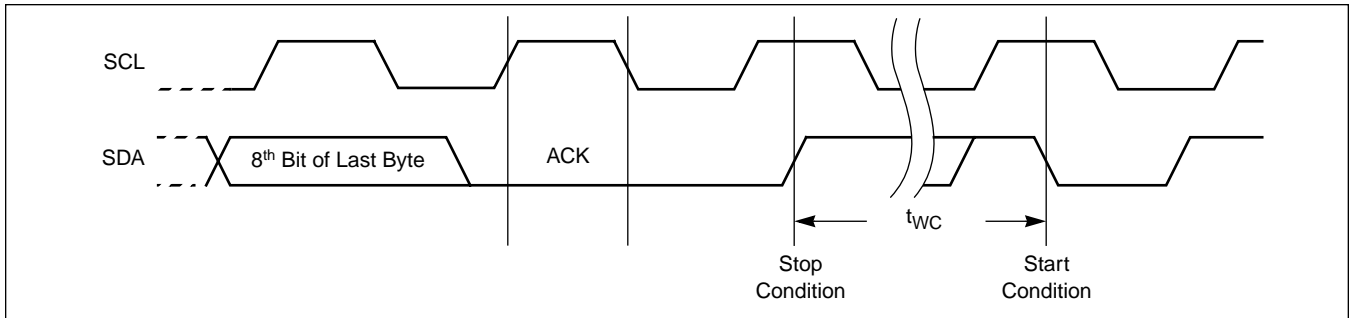 SCL
SDA
8th Bit of Last Byte
ACK
tWC
Stop
Condition
Start
Condition